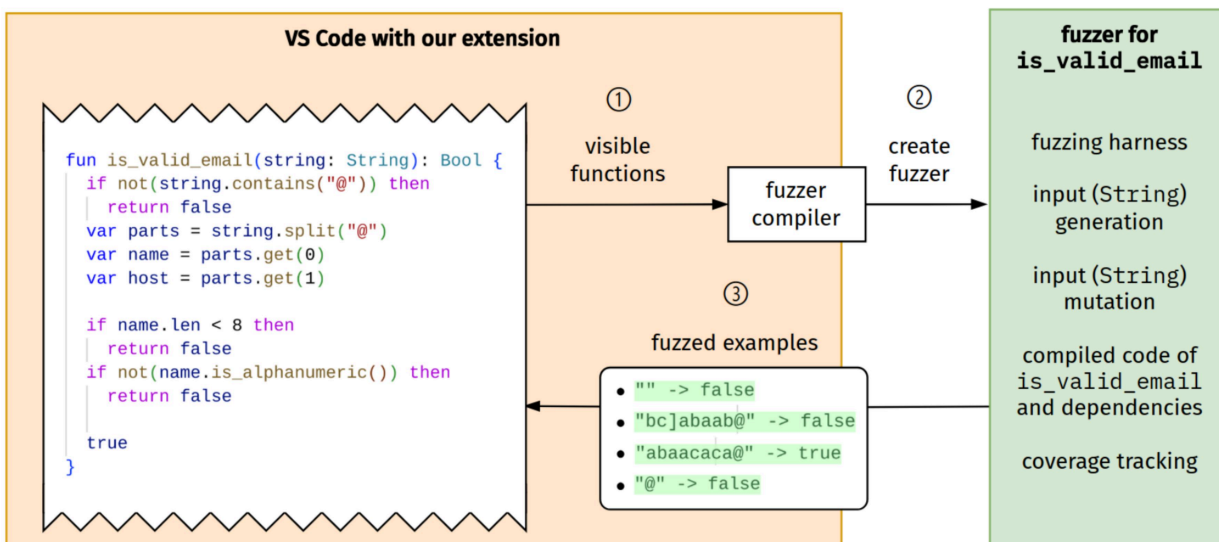 VS Code with our extension
fun is_valid_email(string: String): Bool {
if not(string.contains("@")) then
return false
var parts = string.split("@")
var name = parts.get(0)
var host = parts.get(1)
if name.len < 8 then
return false
if not(name.is_alphanumeric()) then
return false
true
}
①
visible
functions
fuzzer
compiler
②
create
fuzzer
③
fuzzed examples
• "" -> false
• "bc]abaab@" -> false
• "abaacaca@" -> true
• "@" -> false
fuzzer for
is_valid_email
fuzzing harness
input (String)
generation
input (String)
mutation
compiled code of
is_valid_email
and dependencies
coverage tracking